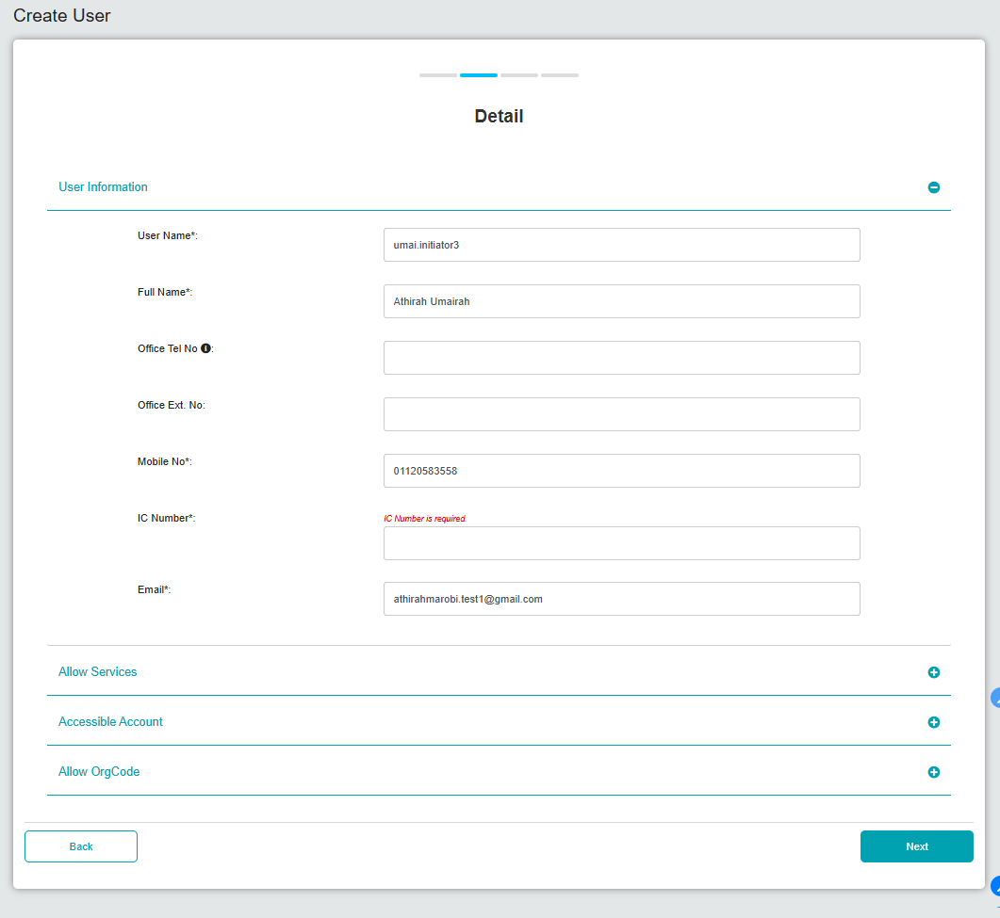 Create User
Detail
User Information
User Name*:
umai.initiator3
Full Name*:
Athirah Umairah
Office Tel No :
Office Ext. No:
Mobile No*:
01120583558
IC Number*:
IC Number is required.
Email*:
athirahmarobi.test1@gmail.com
Allow Services
Accessible Account
Allow OrgCode
Back
Next